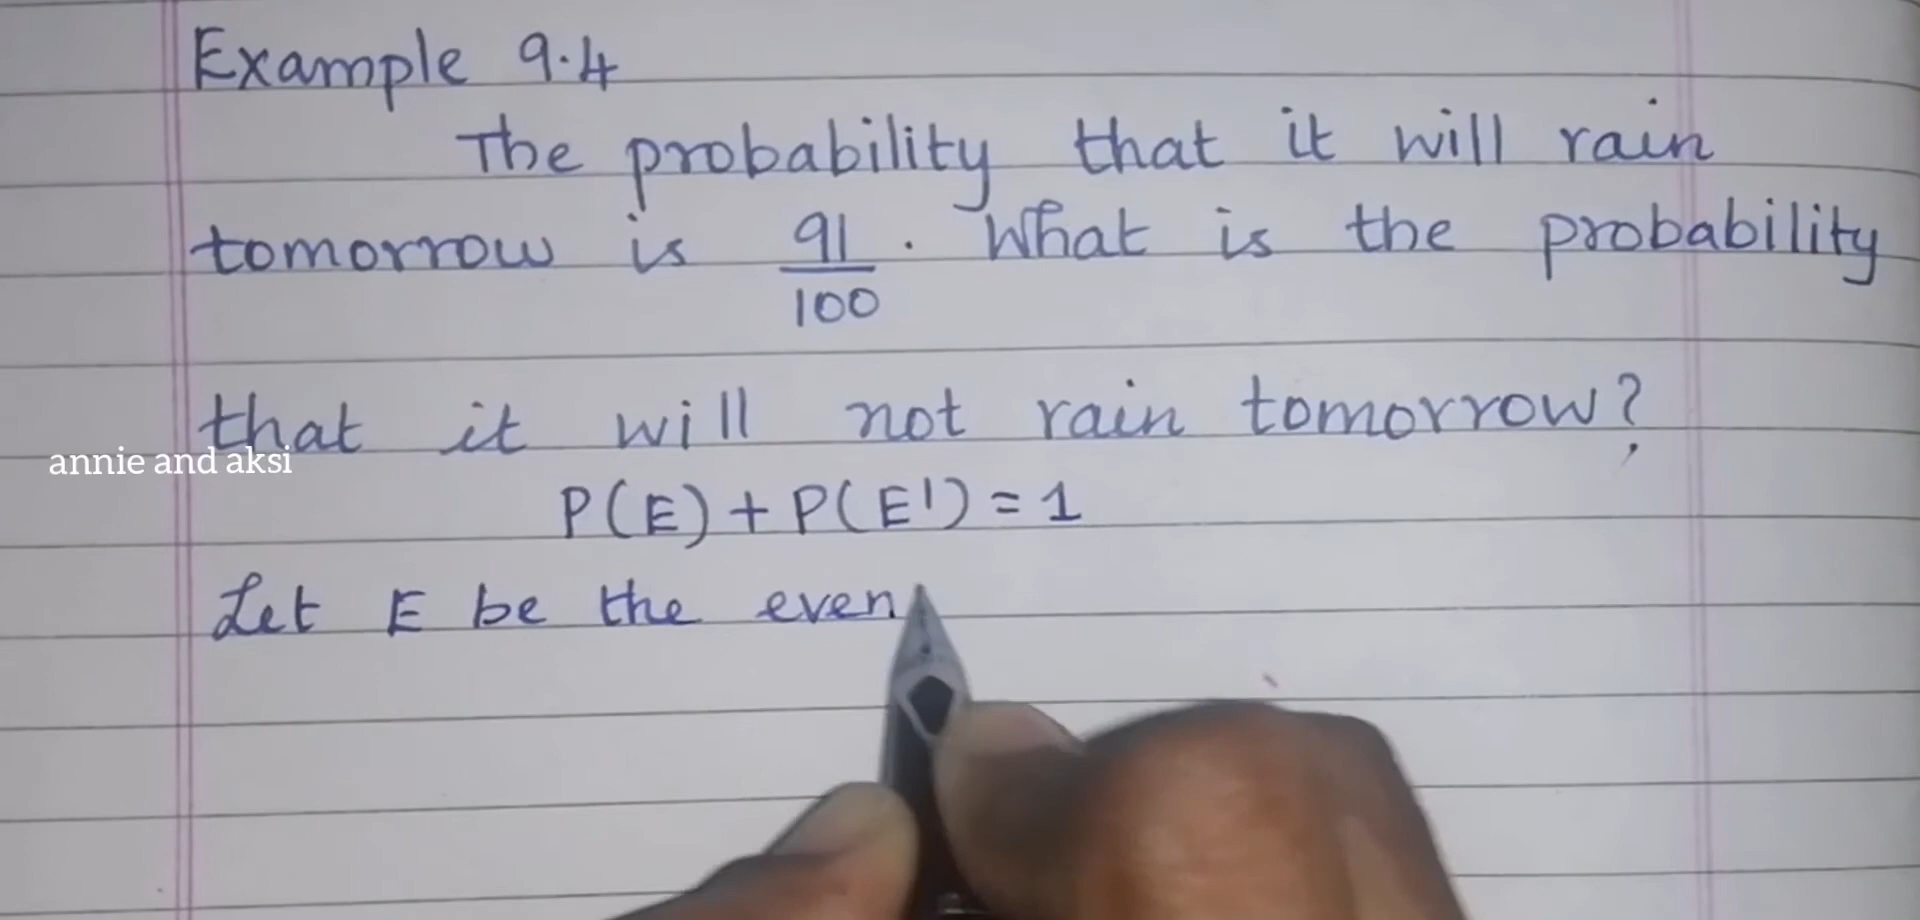 Example 9.4
The probability that it will rain
tomorrow is 91/100. What is the probability
that it will not rain tomorrow?
annie and aksi
P(E) + P(E') = 1
Let E be the even